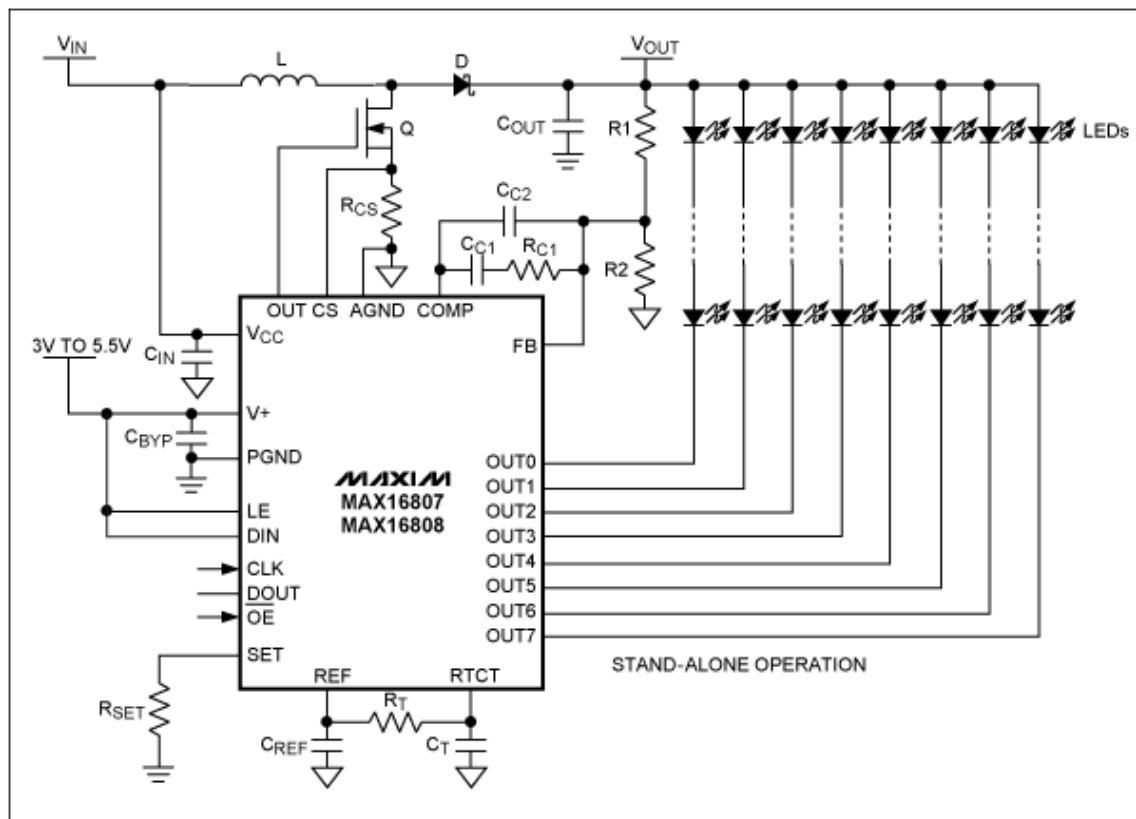 VIN
L
D
VOUT
Q
COUT
R1
LEDs
RCS
CC2
CC1
RC1
R2
OUT
CS
AGND
COMP
VCC
FB
3V TO 5.5V
CIN
V+
CBYP
PGND
MAXIM
MAX16807
MAX16808
LE
DIN
CLK
DOUT
OE
SET
OUT0
OUT1
OUT2
OUT3
OUT4
OUT5
OUT6
OUT7
STAND-ALONE OPERATION
REF
RTCT
RSET
RT
CREF
CT